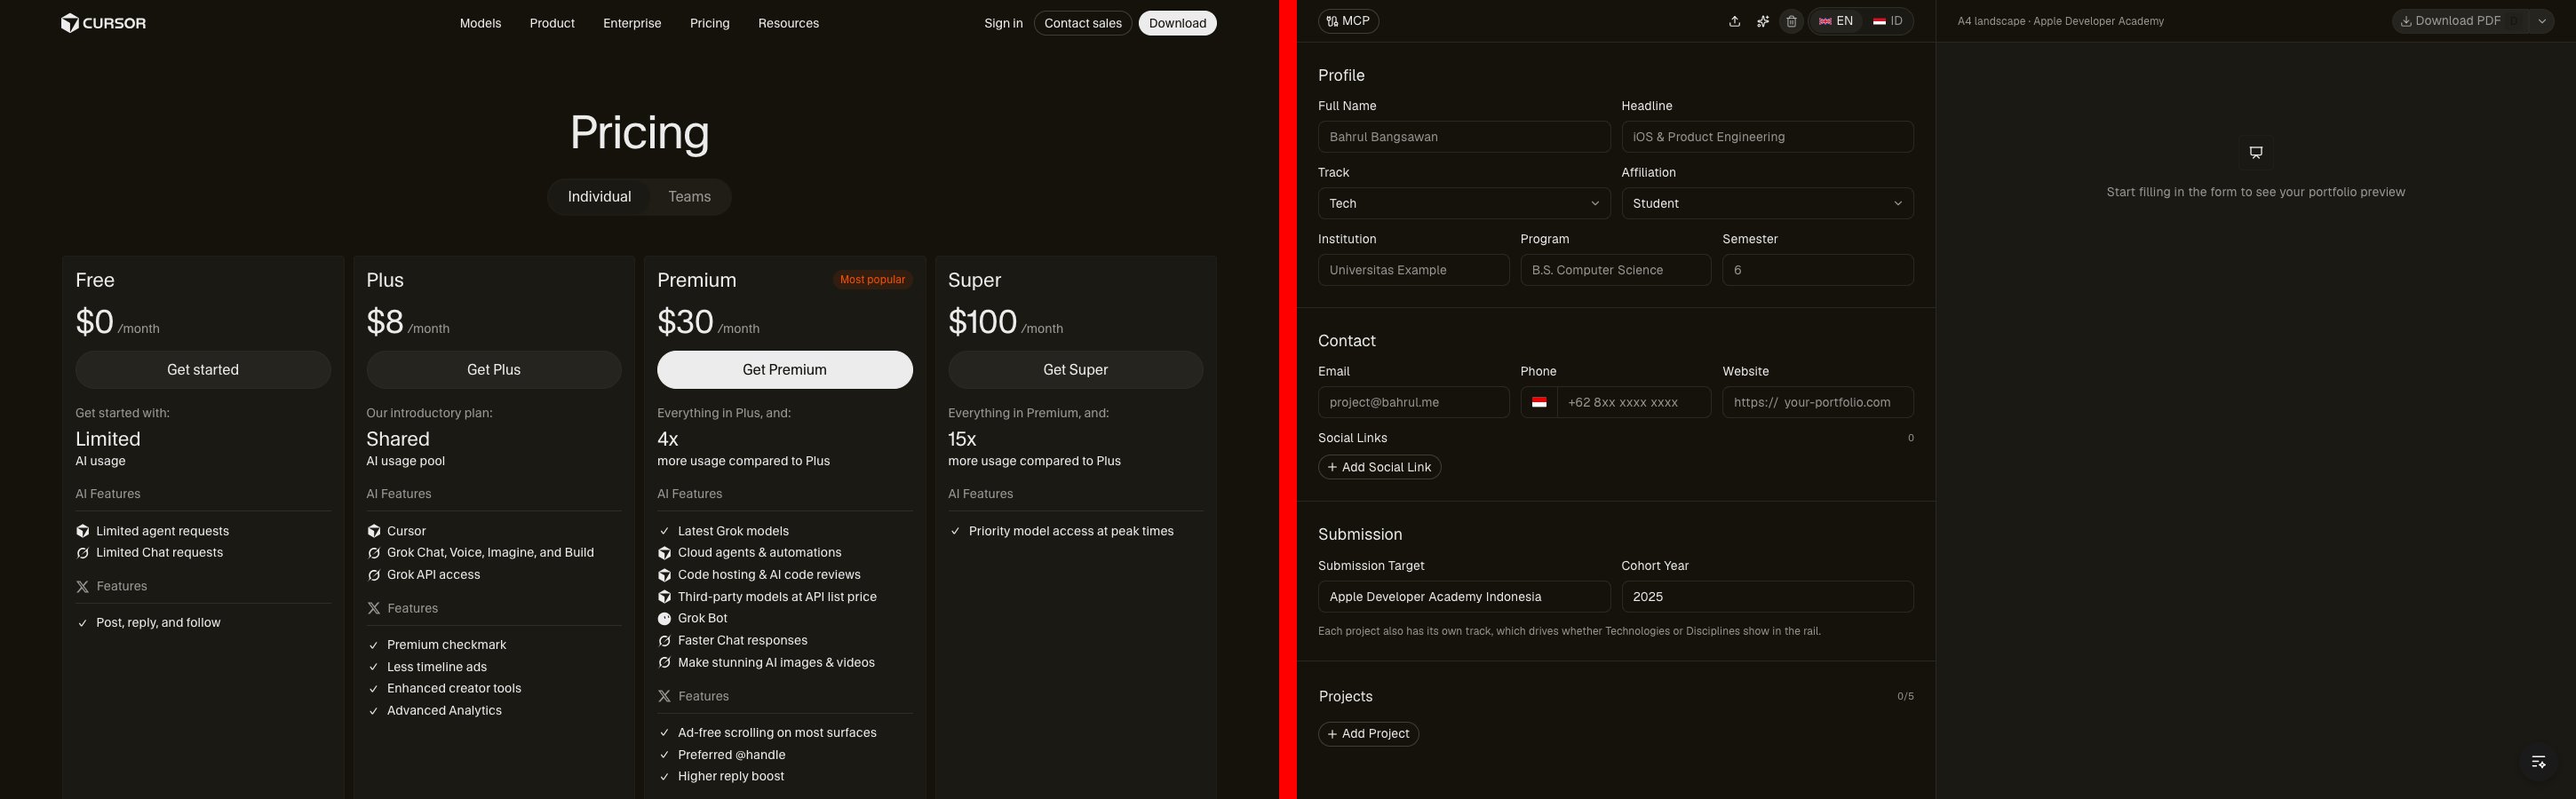 CURSOR
Models Product Enterprise Pricing Resources
Sign in Contact sales Download
Pricing
Individual Teams
Free
$0 /month
Get started
Get started with:
Limited
AI usage
AI Features
Limited agent requests
Limited Chat requests
Features
Post, reply, and follow
Plus
$8 /month
Get Plus
Our introductory plan:
Shared
AI usage pool
AI Features
Cursor
Grok Chat, Voice, Imagine, and Build
Grok API access
Features
Premium checkmark
Less timeline ads
Enhanced creator tools
Advanced Analytics
Premium Most popular
$30 /month
Get Premium
Everything in Plus, and:
4x
more usage compared to Plus
AI Features
Latest Grok models
Cloud agents & automations
Code hosting & AI code reviews
Third-party models at API list price
Grok Bot
Faster Chat responses
Make stunning AI images & videos
Features
Ad-free scrolling on most surfaces
Preferred @handle
Higher reply boost
Super
$100 /month
Get Super
Everything in Premium, and:
15x
more usage compared to Plus
AI Features
Priority model access at peak times
MCP EN ID
Profile
Full Name Headline
Bahrul Bangsawan iOS & Product Engineering
Track Affiliation
Tech Student
Institution Program Semester
Universitas Example B.S. Computer Science 6
Contact
Email Phone Website
project@bahrul.me +62 8xx xxxx xxxx https:// your-portfolio.com
Social Links 0
+ Add Social Link
Submission
Submission Target Cohort Year
Apple Developer Academy Indonesia 2025
Each project also has its own track, which drives whether Technologies or Disciplines show in the rail.
Projects 0/5
+ Add Project
A4 landscape · Apple Developer Academy Download PDF D
Start filling in the form to see your portfolio preview